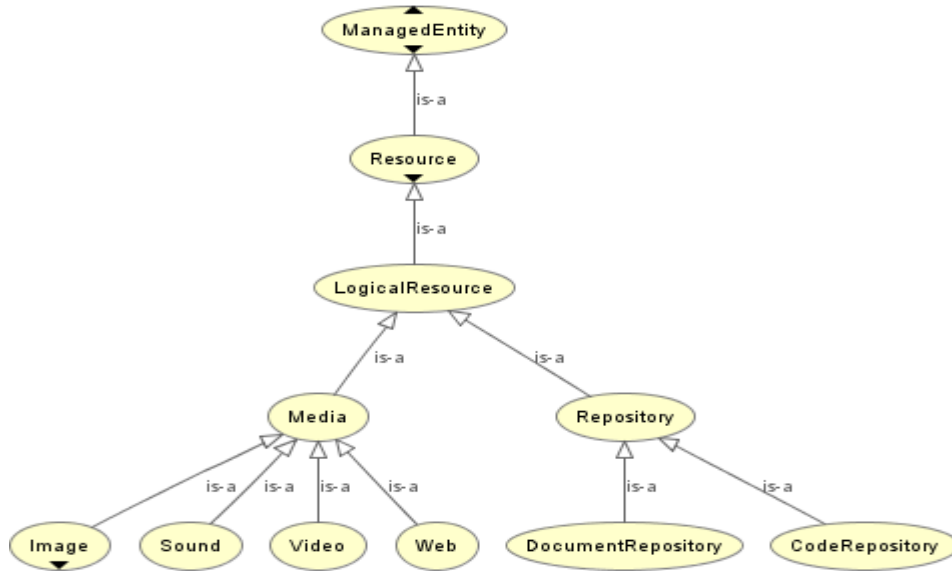 ManagedEntity
is-a
Resource
is-a
LogicalResource
is-a
is-a
Media
Repository
is-a
is-a
is-a
is-a
is-a
is-a
Image
Sound
Video
Web
DocumentRepository
CodeRepository